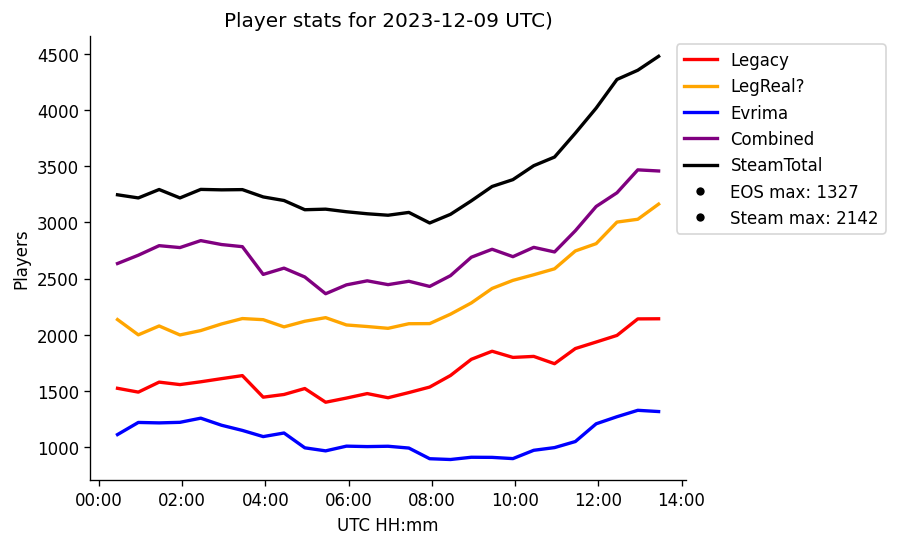 Player stats for 2023-12-09 UTC)
Players
4500
4000
3500
3000
2500
2000
1500
1000
00:00 02:00 04:00 06:00 08:00 10:00 12:00 14:00
UTC HH:mm
Legacy
LegReal?
Evrima
Combined
SteamTotal
EOS max: 1327
Steam max: 2142